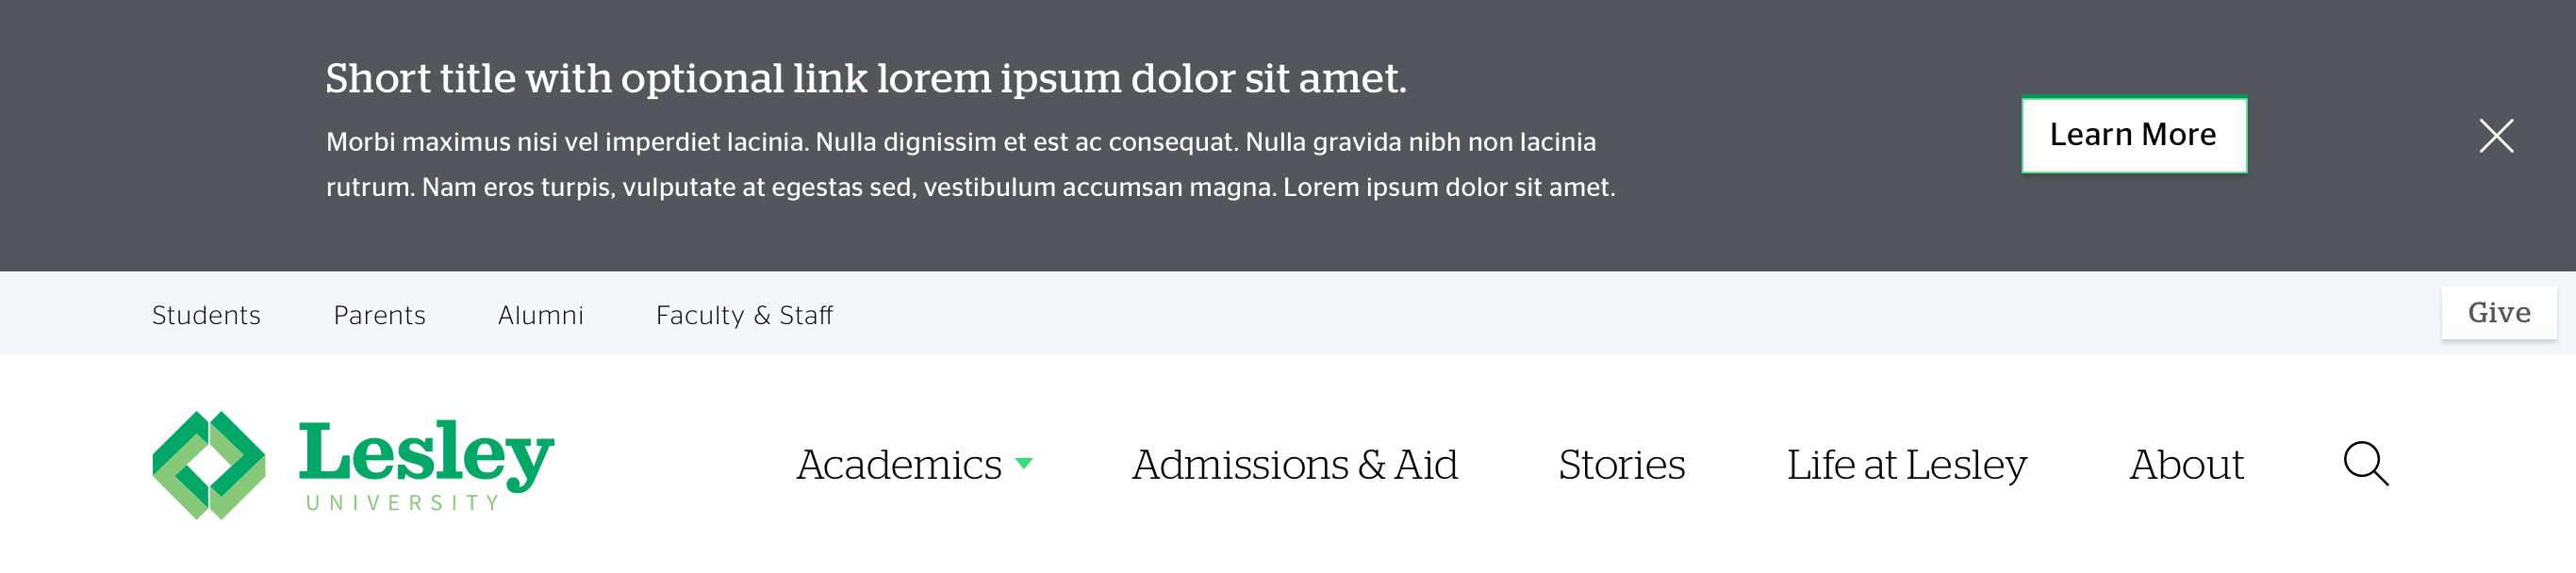 Short title with optional link lorem ipsum dolor sit amet.
Morbi maximus nisi vel imperdiet lacinia. Nulla dignissim et est ac consequat. Nulla gravida nibh non lacinia
rutrum. Nam eros turpis, vulputate at egestas sed, vestibulum accumsan magna. Lorem ipsum dolor sit amet.
Learn More
Students Parents Alumni Faculty & Staff Give
Lesley
UNIVERSITY
Academics Admissions & Aid Stories Life at Lesley About